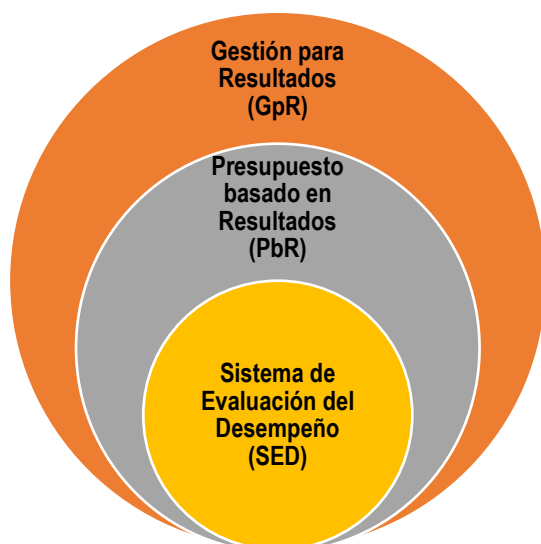 Gestión para
Resultados
(GpR)
Presupuesto
basado en
Resultados
(PbR)
Sistema de
Evaluación del
Desempeño
(SED)